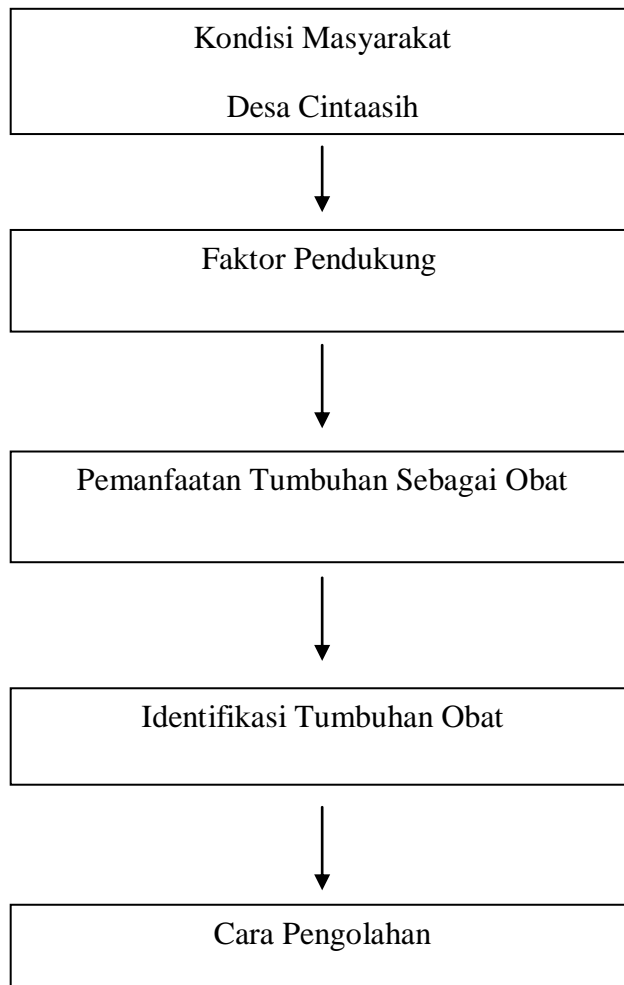 Kondisi Masyarakat
Desa Cintaasih
Faktor Pendukung
Pemanfaatan Tumbuhan Sebagai Obat
Identifikasi Tumbuhan Obat
Cara Pengolahan